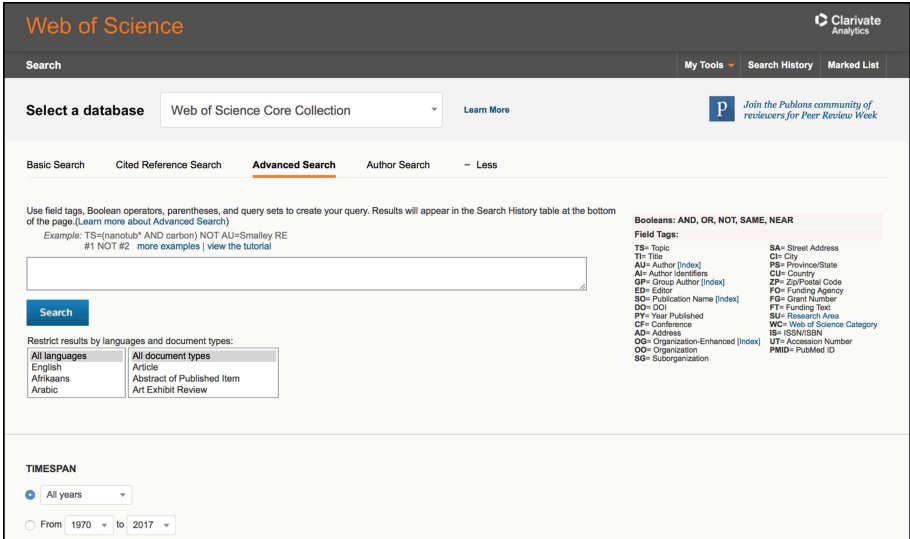 Web of Science
Clarivate
Analytics
Search
My Tools
Search History
Marked List
Select a database
Web of Science Core Collection
Learn More
p
Join the Publons community of
reviewers for Peer Review Week
Basic Search
Cited Reference Search
Advanced Search
Author Search
− Less
Use field tags, Boolean operators, parentheses, and query sets to create your query. Results will appear in the Search History table at the bottom
of the page.(Learn more about Advanced Search)
Example: TS=(nanotub* AND carbon) NOT AU=Smalley RE
#1 NOT #2 more examples | view the tutorial
Search
Restrict results by languages and document types:
All languages
English
Afrikaans
Arabic
All document types
Article
Abstract of Published Item
Art Exhibit Review
Booleans: AND, OR, NOT, SAME, NEAR
Field Tags:
TS= Topic
TI= Title
AU= Author [Index]
AI= Author Identifiers
GP= Group Author [Index]
ED= Editor
SO= Publication Name [Index]
DO= DOI
PY= Year Published
CF= Conference
AD= Address
OG= Organization-Enhanced [Index]
OO= Organization
SG= Suborganization
SA= Street Address
CI= City
PS= Province/State
CU= Country
ZP= Zip/Postal Code
FO= Funding Agency
FG= Grant Number
FT= Funding Text
SU= Research Area
WC= Web of Science Category
IS= ISSN/ISBN
UT= Accession Number
PMID= PubMed ID
TIMESPAN
All years
From 1970 to 2017